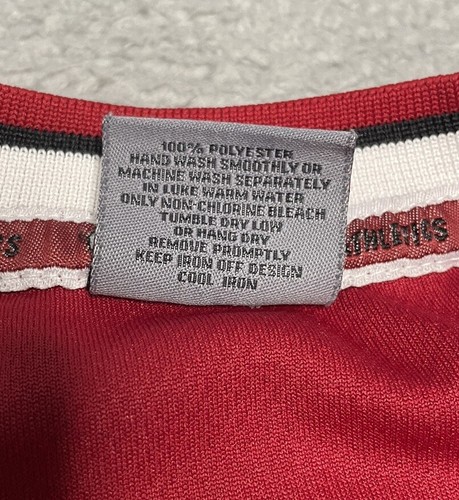 100% POLYESTER
HAND WASH SMOOTHLY OR
MACHINE WASH SEPARATELY
IN LUKE WARM WATER
ONLY NON-CHLORINE BLEACH
TUMBLE DRY LOW
OR HANG DRY
REMOVE PROMPTLY
KEEP IRON OFF DESIGN
COOL IRON